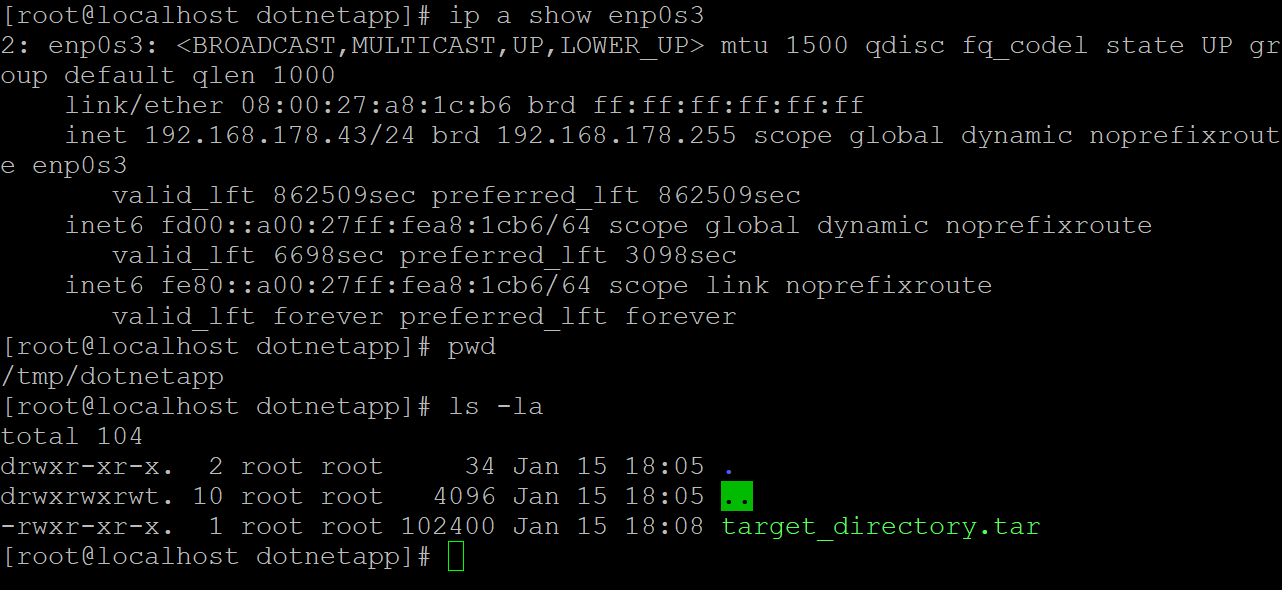 [root@localhost dotnetapp]# ip a show enp0s3
2: enp0s3: <BROADCAST,MULTICAST,UP,LOWER_UP> mtu 1500 qdisc fq_codel state UP gr
oup default qlen 1000
    link/ether 08:00:27:a8:1c:b6 brd ff:ff:ff:ff:ff:ff
    inet 192.168.178.43/24 brd 192.168.178.255 scope global dynamic noprefixrout
e enp0s3
       valid_lft 862509sec preferred_lft 862509sec
    inet6 fd00::a00:27ff:fea8:1cb6/64 scope global dynamic noprefixroute
       valid_lft 6698sec preferred_lft 3098sec
    inet6 fe80::a00:27ff:fea8:1cb6/64 scope link noprefixroute
       valid_lft forever preferred_lft forever
[root@localhost dotnetapp]# pwd
/tmp/dotnetapp
[root@localhost dotnetapp]# ls -la
total 104
drwxr-xr-x.  2 root root     34 Jan 15 18:05 .
drwxrwxrwt. 10 root root   4096 Jan 15 18:05 ..
-rwxr-xr-x.  1 root root 102400 Jan 15 18:08 target_directory.tar
[root@localhost dotnetapp]#